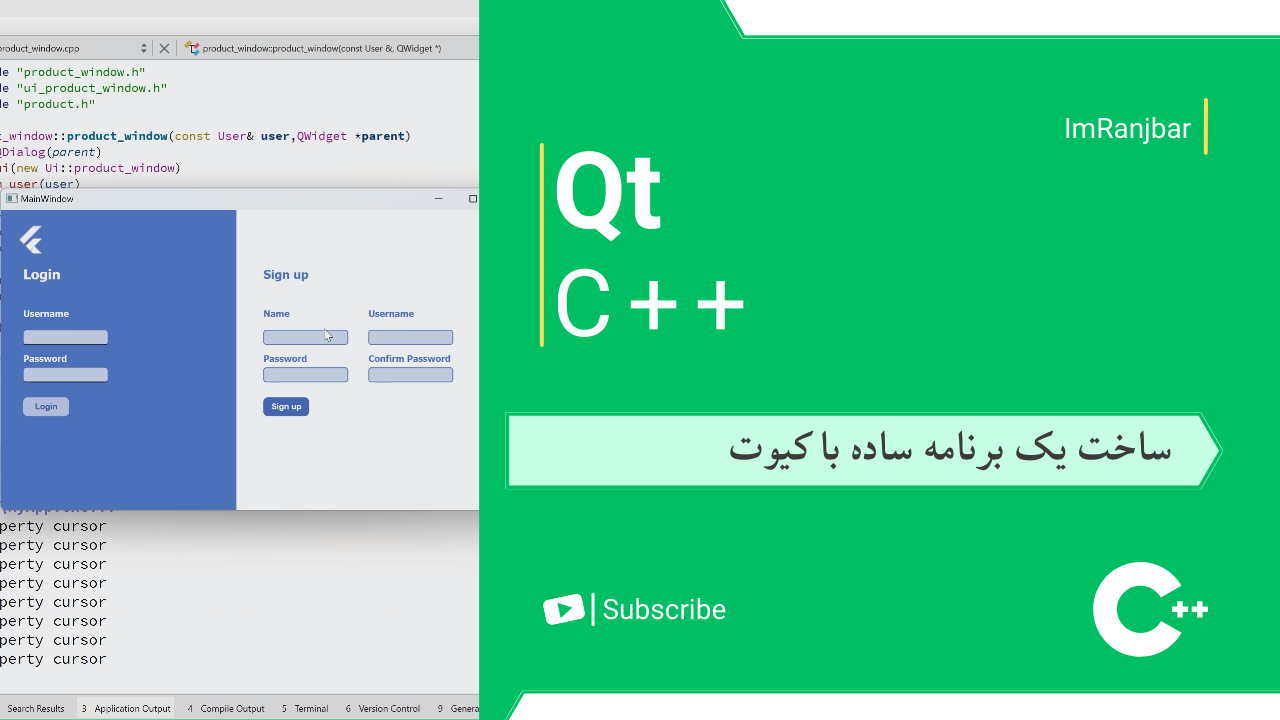 product_window.cpp
product_window::product_window(const User &, QWidget *)
de "product_window.h"
de "ui_product_window.h"
de "product.h"
t_window::product_window(const User& user,QWidget *parent)
QDialog(parent)
ui(new Ui::product_window)
user(user)
MainWindow
Login
Username
Password
Login
Sign up
Name
Username
Password
Confirm Password
Sign up
perty cursor
perty cursor
perty cursor
perty cursor
perty cursor
perty cursor
perty cursor
perty cursor
Search Results 3 Application Output 4 Compile Output 5 Terminal 6 Version Control 9 Genera
ImRanjbar
Qt
C++
ساخت یک برنامه ساده با کیوت
Subscribe
C++